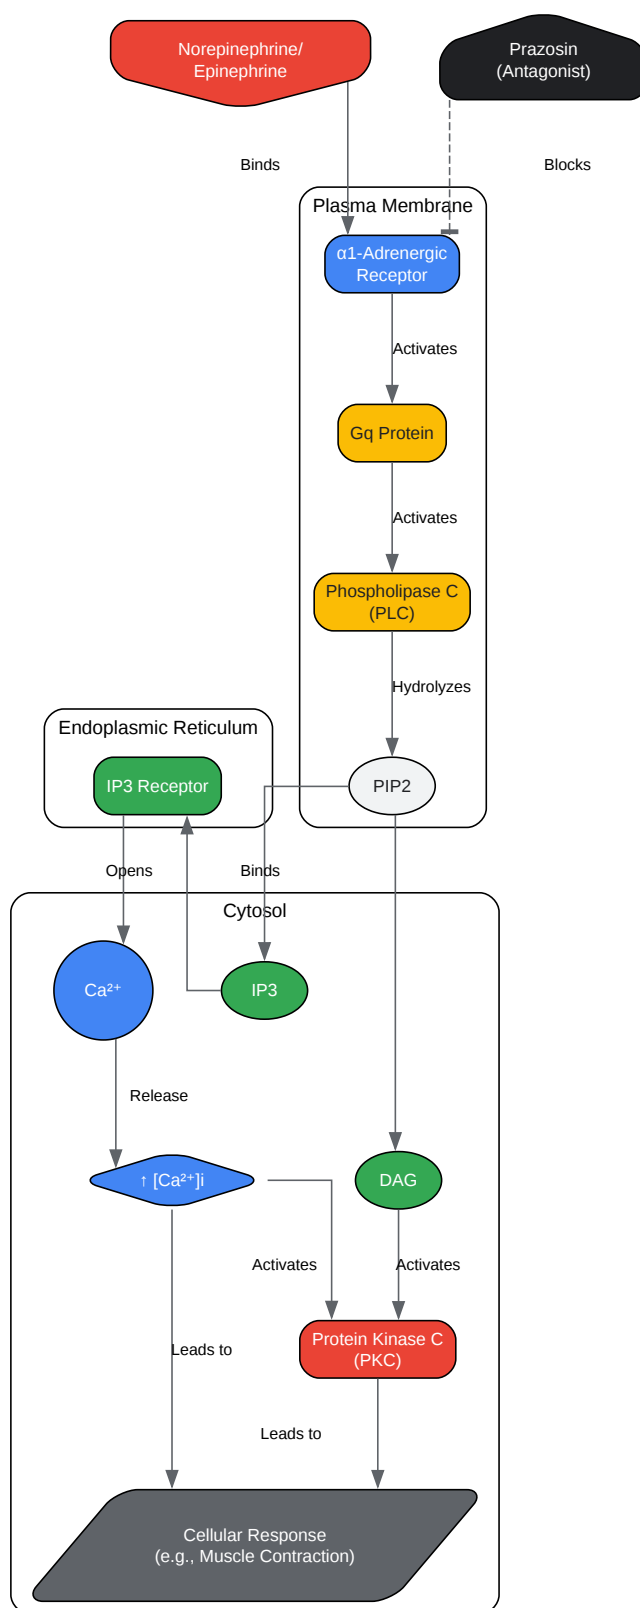 Norepinephrine/
Epinephrine
Prazosin
(Antagonist)
Binds
Blocks
Plasma Membrane
α1-Adrenergic
Receptor
Activates
Gq Protein
Activates
Phospholipase C
(PLC)
Hydrolyzes
Endoplasmic Reticulum
IP3 Receptor
PIP2
Opens
Binds
Cytosol
Ca²⁺
IP3
Release
↑ [Ca²⁺]i
DAG
Activates
Activates
Protein Kinase C
(PKC)
Leads to
Leads to
Cellular Response
(e.g., Muscle Contraction)